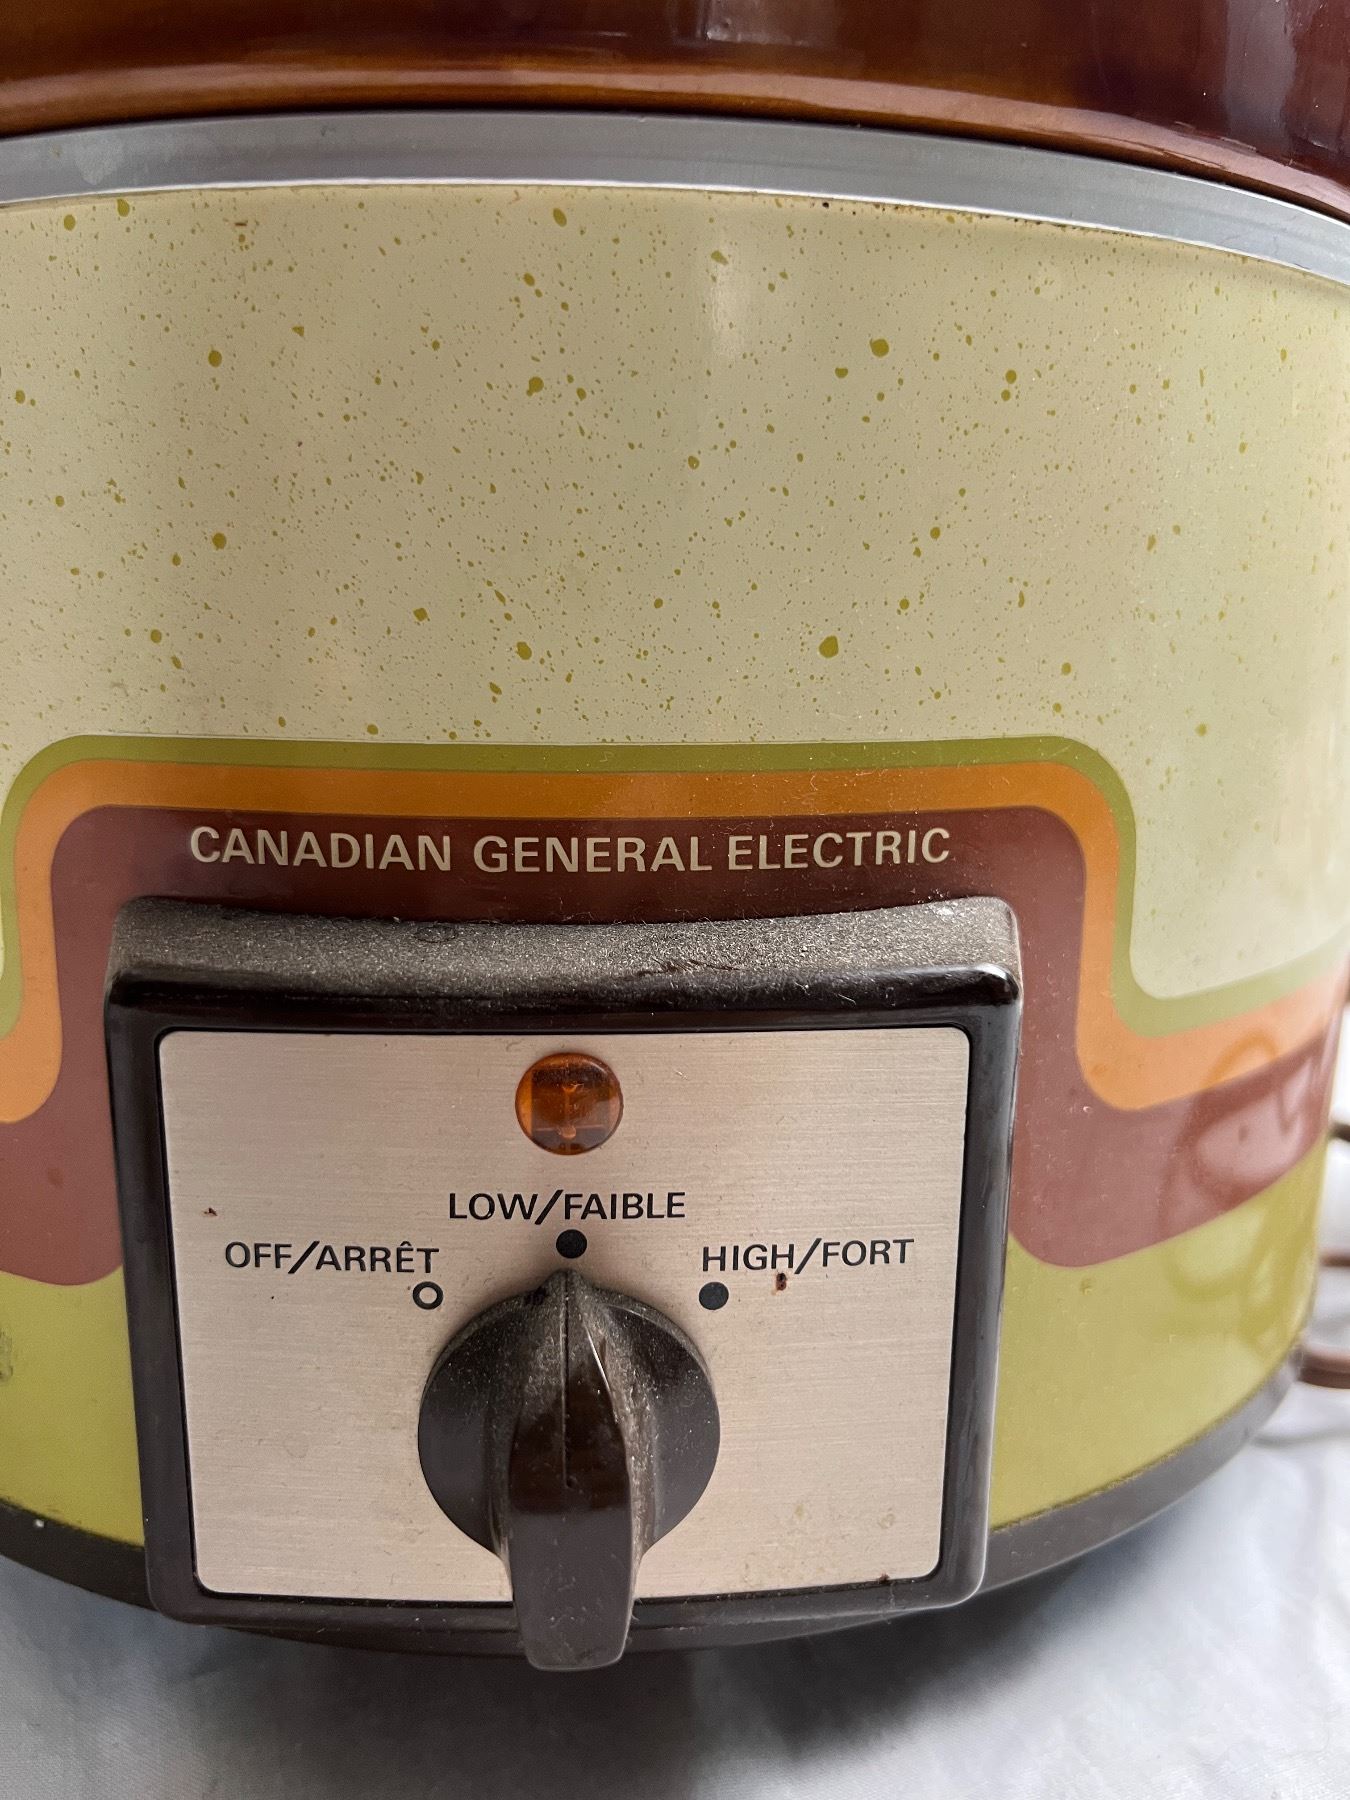 CANADIAN GENERAL ELECTRIC
LOW/FAIBLE
OFF/ARRÊT
HIGH/FORT